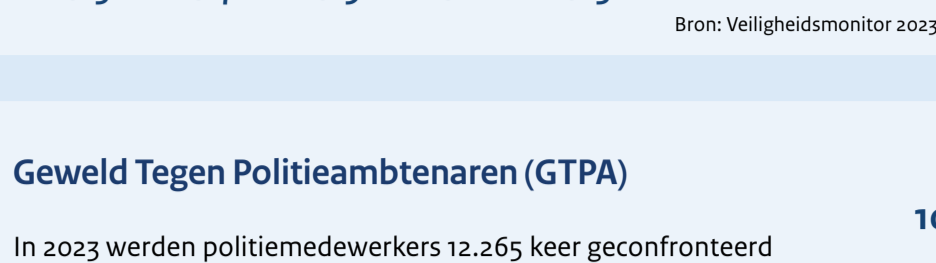 Bron: Veiligheidsmonitor 2023
Geweld Tegen Politieambtenaren (GTPA)
In 2023 werden politiemedewerkers 12.265 keer geconfronteerd